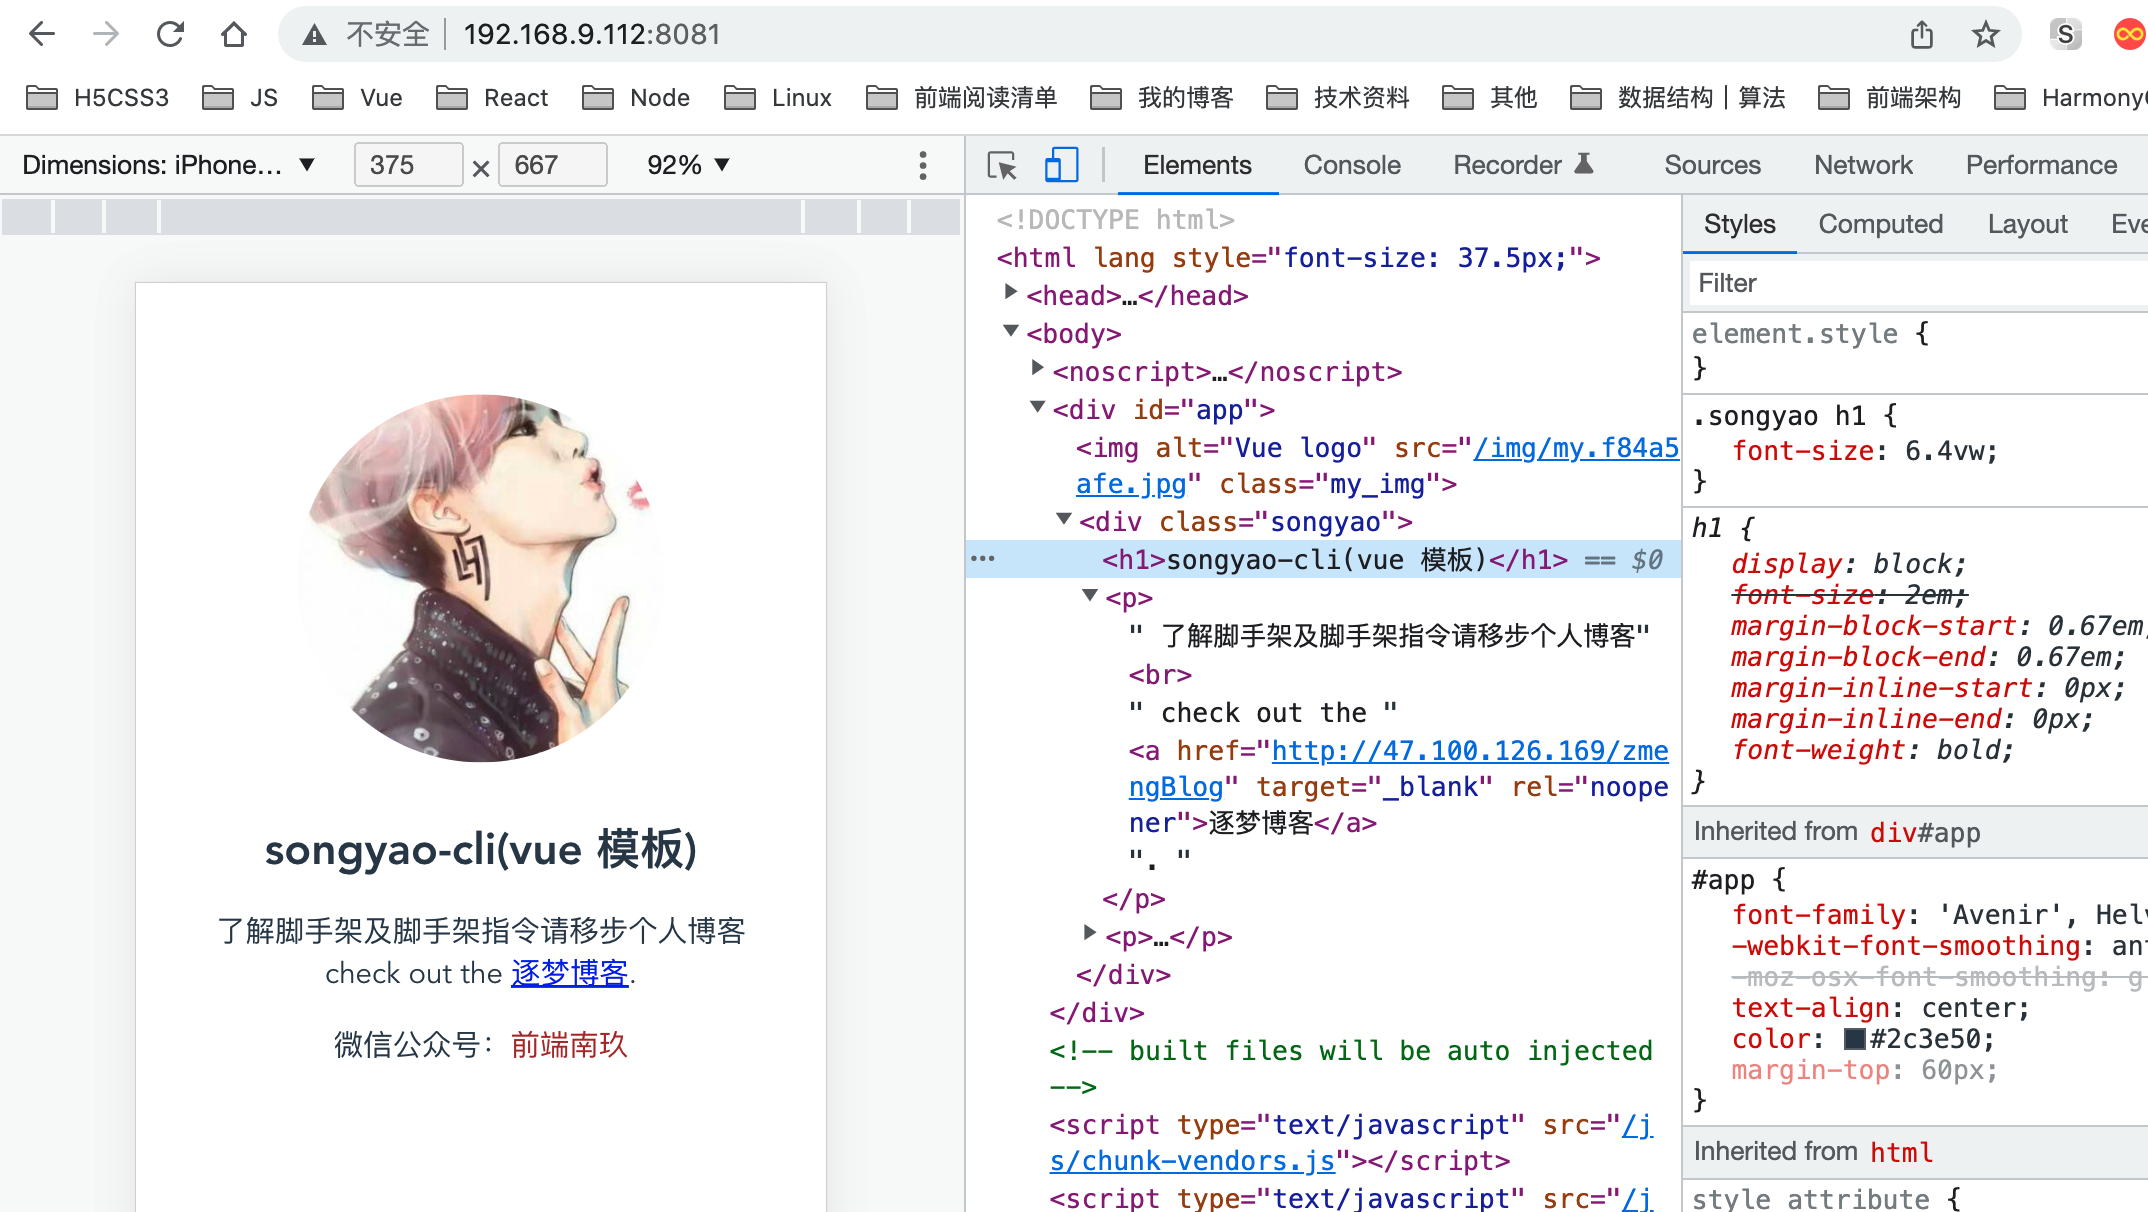 不安全 192.168.9.112:8081
S
H5CSS3 JS Vue React Node Linux 前端阅读清单 我的博客 技术资料 其他 数据结构｜算法 前端架构
Dimensions: iPhone... 375 × 667 92%
songyao-cli(vue 模板)
了解脚手架及脚手架指令请移步个人博客
check out the 逐梦博客.
微信公众号：前端南玖
Elements Console Recorder Sources Network Performance
<!DOCTYPE html>
<html lang style="font-size: 37.5px;">
<head>…</head>
<body>
<noscript>…</noscript>
<div id="app">
<img alt="Vue logo" src="/img/my.f84a5
afe.jpg" class="my_img">
<div class="songyao">
<h1>songyao-cli(vue 模板)</h1> == $0
<p>
" 了解脚手架及脚手架指令请移步个人博客"
<br>
" check out the "
<a href="http://47.100.126.169/zme
ngBlog" target="_blank" rel="noope
ner">逐梦博客</a>
". "
</p>
<p>…</p>
</div>
</div>
<!-- built files will be auto injected
-->
<script type="text/javascript" src="/j
s/chunk-vendors.js"></script>
<script type="text/javascript" src="/j
Styles Computed Layout
Filter
element.style {
}
.songyao h1 {
font-size: 6.4vw;
}
h1 {
display: block;
font-size: 2em;
margin-block-start: 0.67em;
margin-block-end: 0.67em;
margin-inline-start: 0px;
margin-inline-end: 0px;
font-weight: bold;
}
Inherited from div#app
#app {
font-family: 'Avenir',
-webkit-font-smoothing:
-moz-osx-font-smoothing:
text-align: center;
color: #2c3e50;
margin-top: 60px;
}
Inherited from html
style attribute {